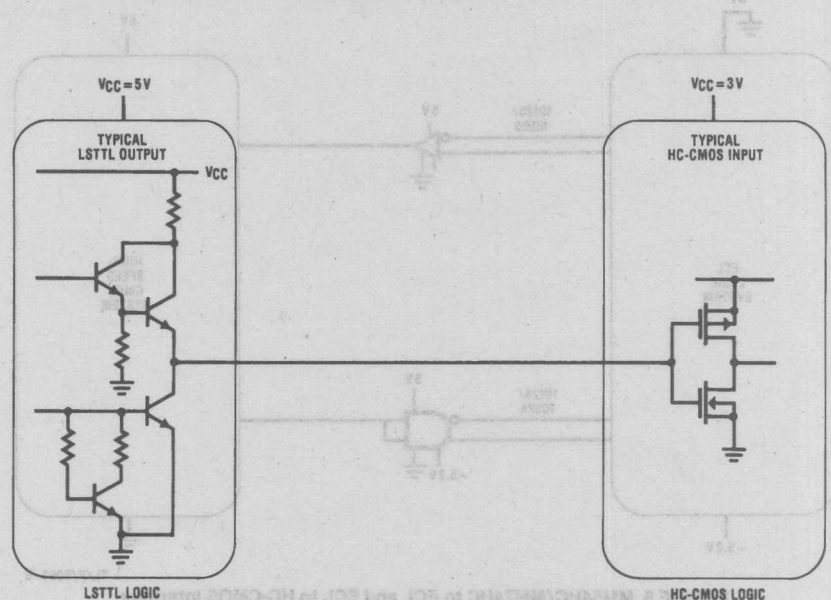 VCC=5V
VCC=3V
TYPICAL
LSTTL OUTPUT
TYPICAL
HC-CMOS INPUT
VCC
LSTTL LOGIC
HC-CMOS LOGIC